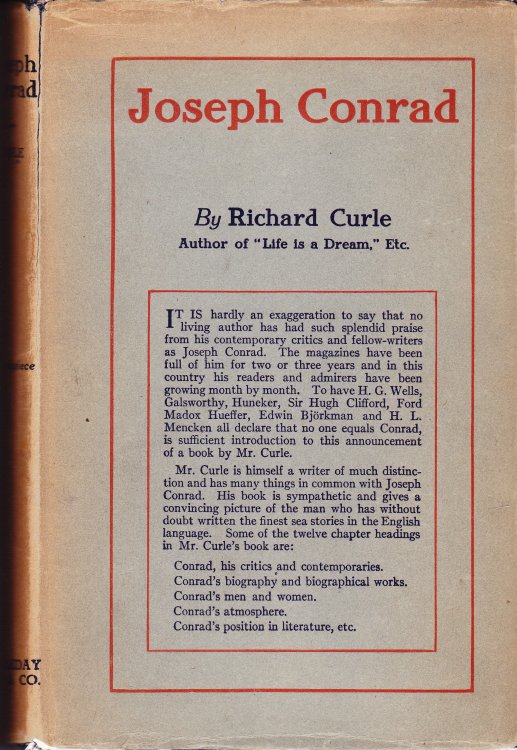 Joseph Conrad
By Richard Curle
Author of "Life is a Dream," Etc.
IT IS hardly an exaggeration to say that no
living author has had such splendid praise
from his contemporary critics and fellow-writers
as Joseph Conrad. The magazines have been
full of him for two or three years and in this
country his readers and admirers have been
growing month by month. To have H. G. Wells,
Galsworthy, Huneker, Sir Hugh Clifford, Ford
Madox Hueffer, Edwin Björkman and H. L.
Mencken all declare that no one equals Conrad,
is sufficient introduction to this announcement
of a book by Mr. Curle.
Mr. Curle is himself a writer of much distinc-
tion and has many things in common with Joseph
Conrad. His book is sympathetic and gives a
convincing picture of the man who has without
doubt written the finest sea stories in the English
language. Some of the twelve chapter headings
in Mr. Curle's book are:
Conrad, his critics and contemporaries.
Conrad's biography and biographical works.
Conrad's men and women.
Conrad's atmosphere.
Conrad's position in literature, etc.
CO.